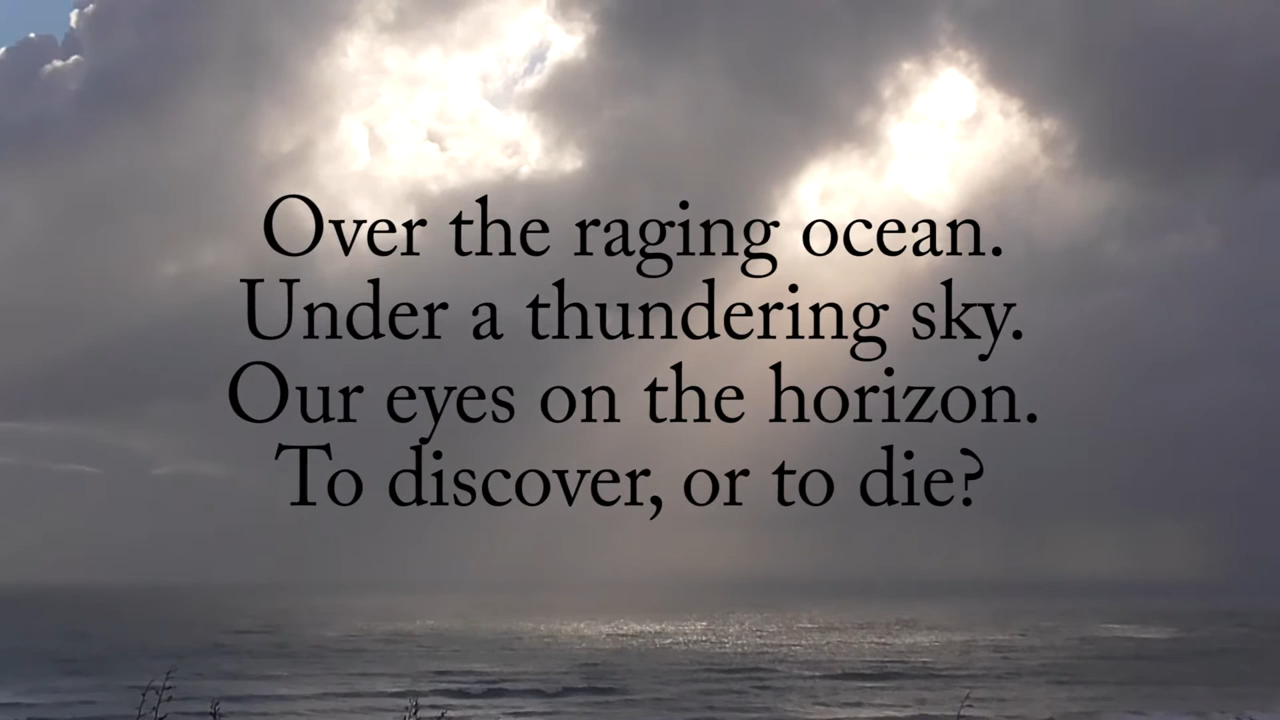 Over the raging ocean.
Under a thundering sky.
Our eyes on the horizon.
To discover, or to die?